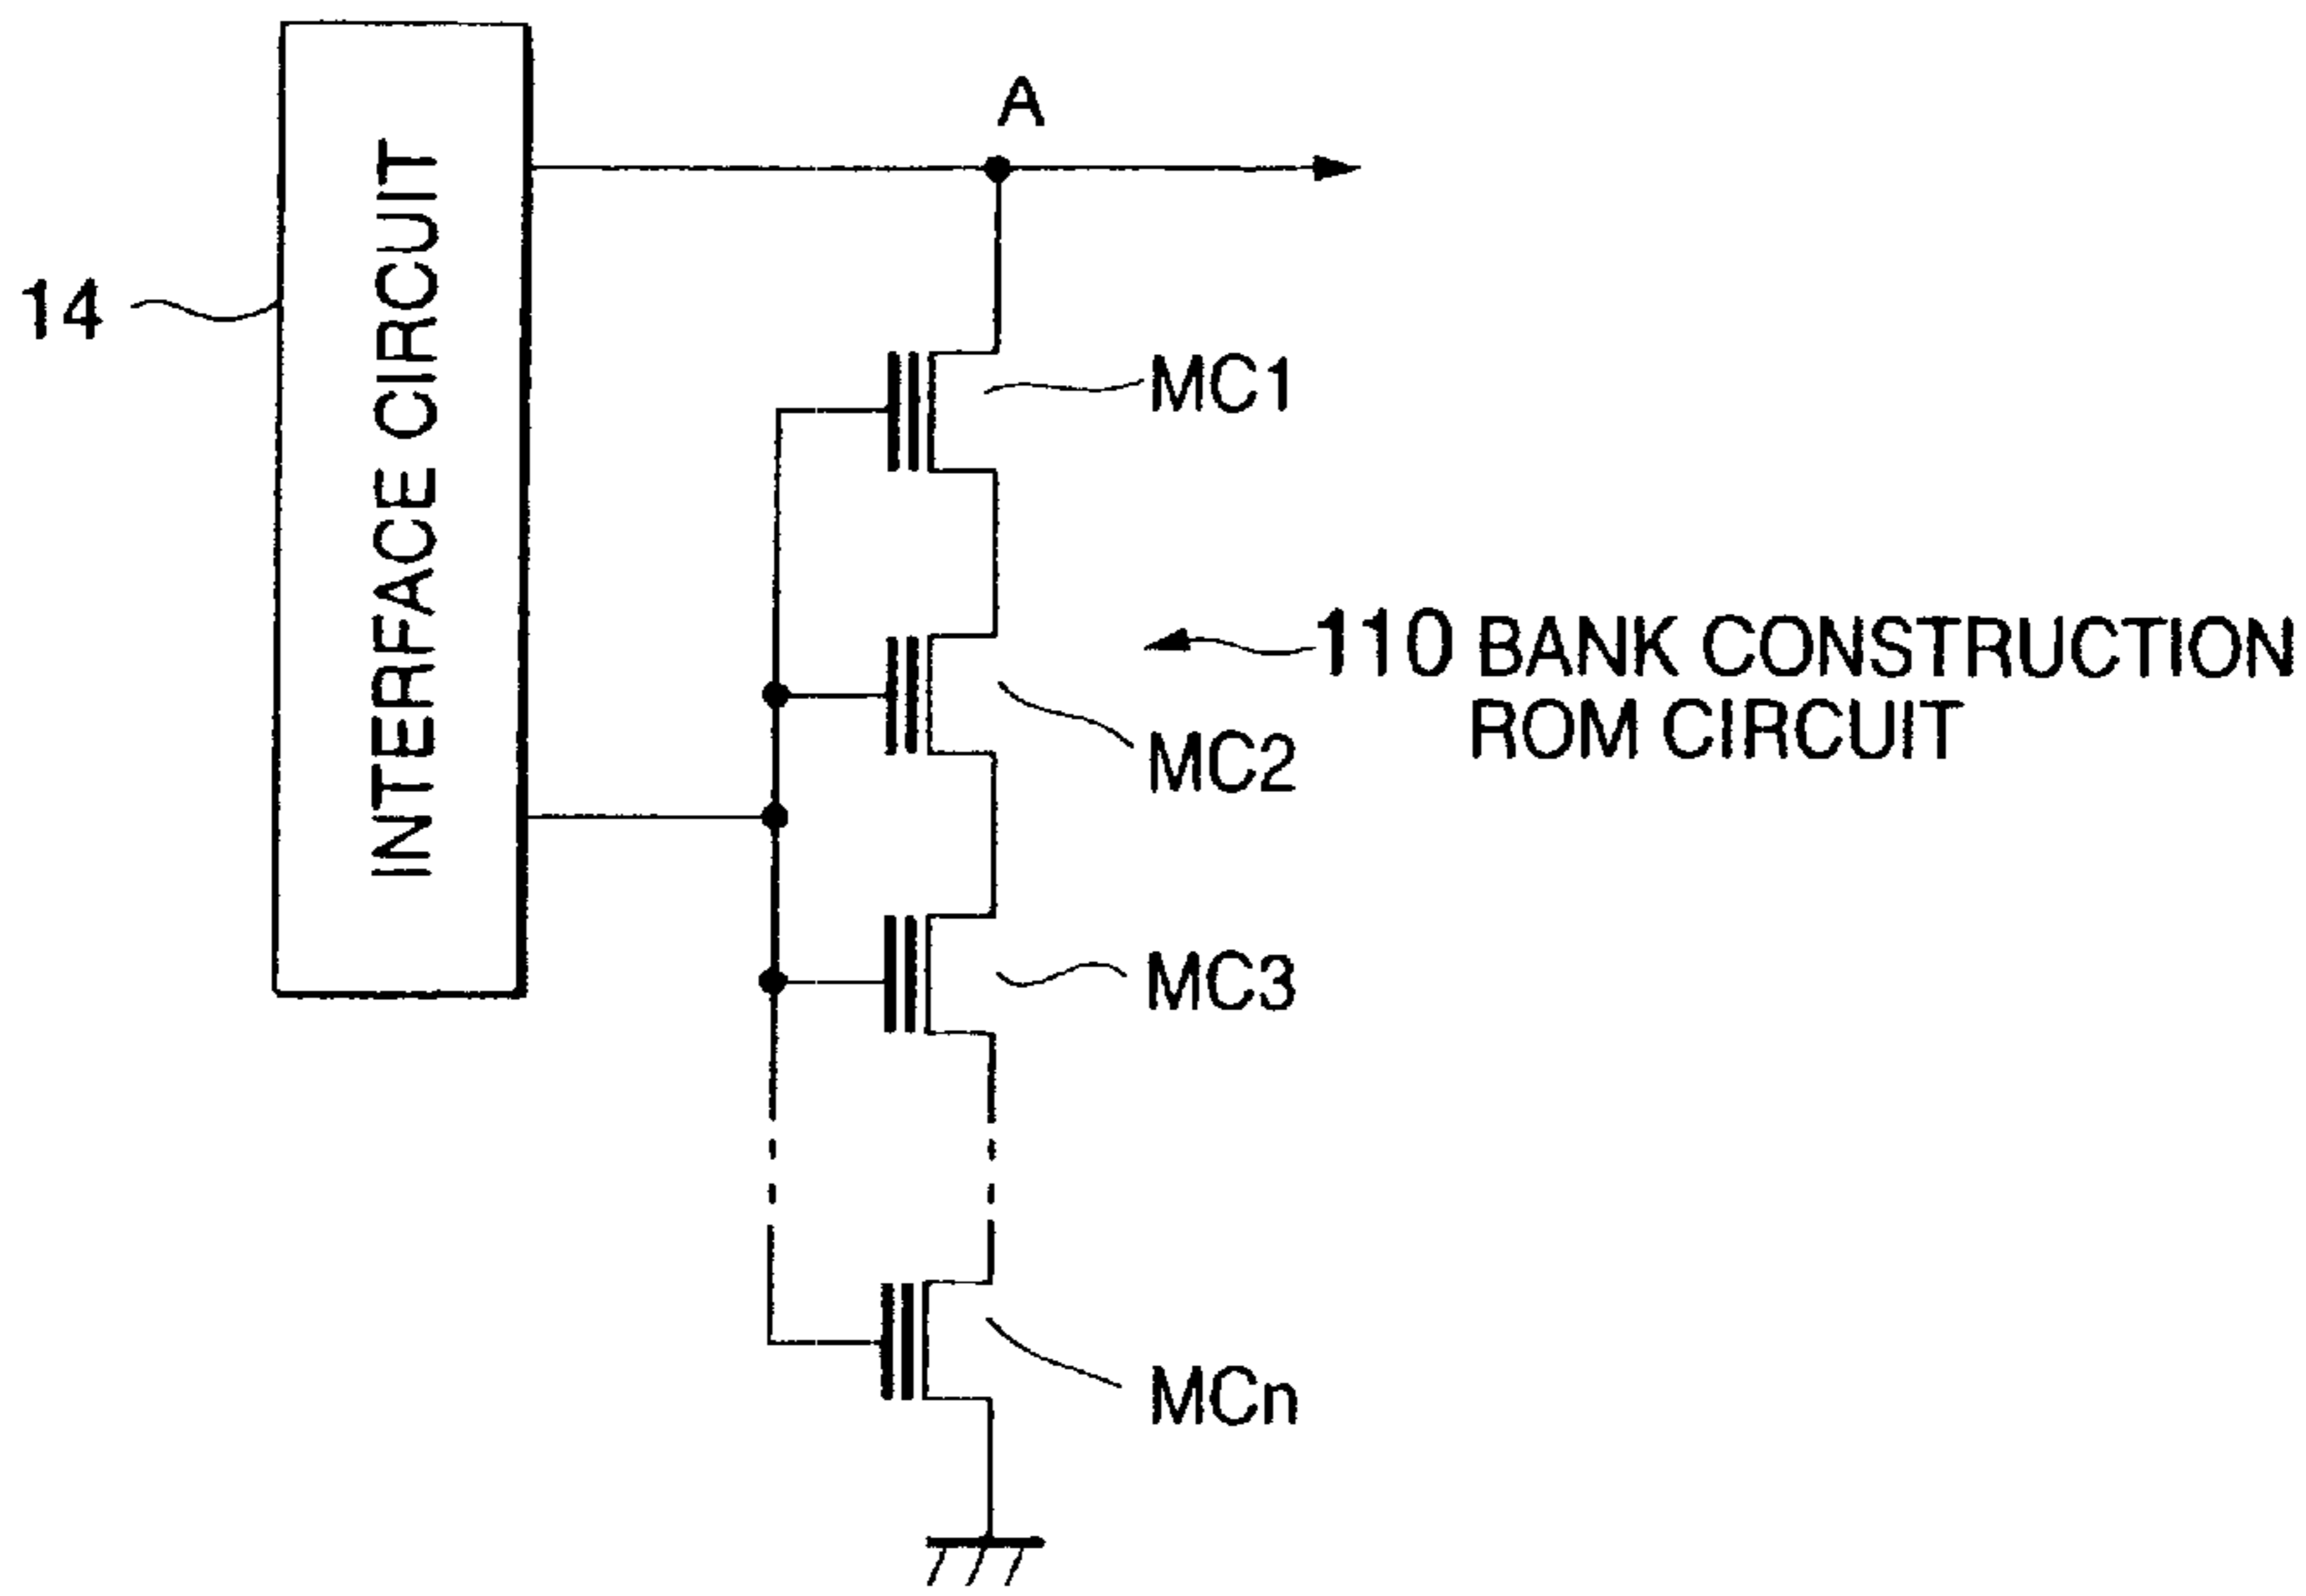 A
INTERFACE CIRCUIT
14
MC1
110 BANK CONSTRUCTION
ROM CIRCUIT
MC2
MC3
MCn